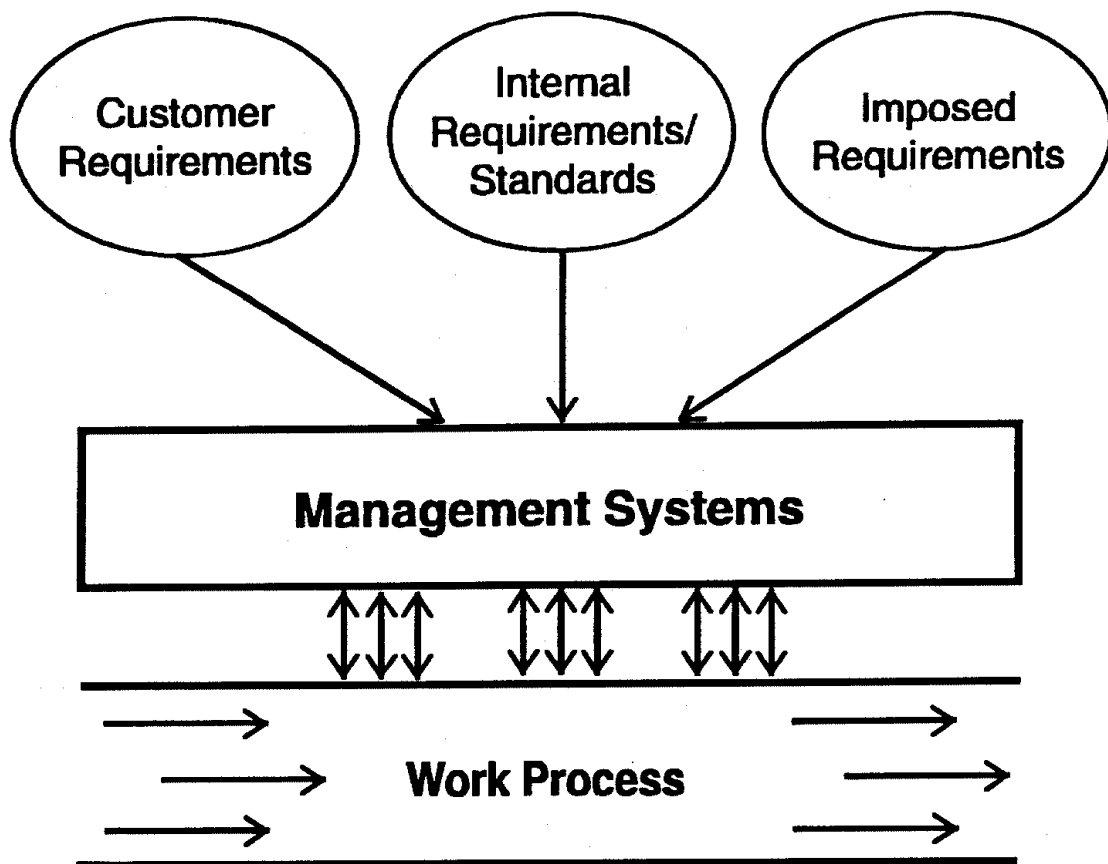 Customer
Requirements
Internal
Requirements/
Standards
Imposed
Requirements
Management Systems
Work Process